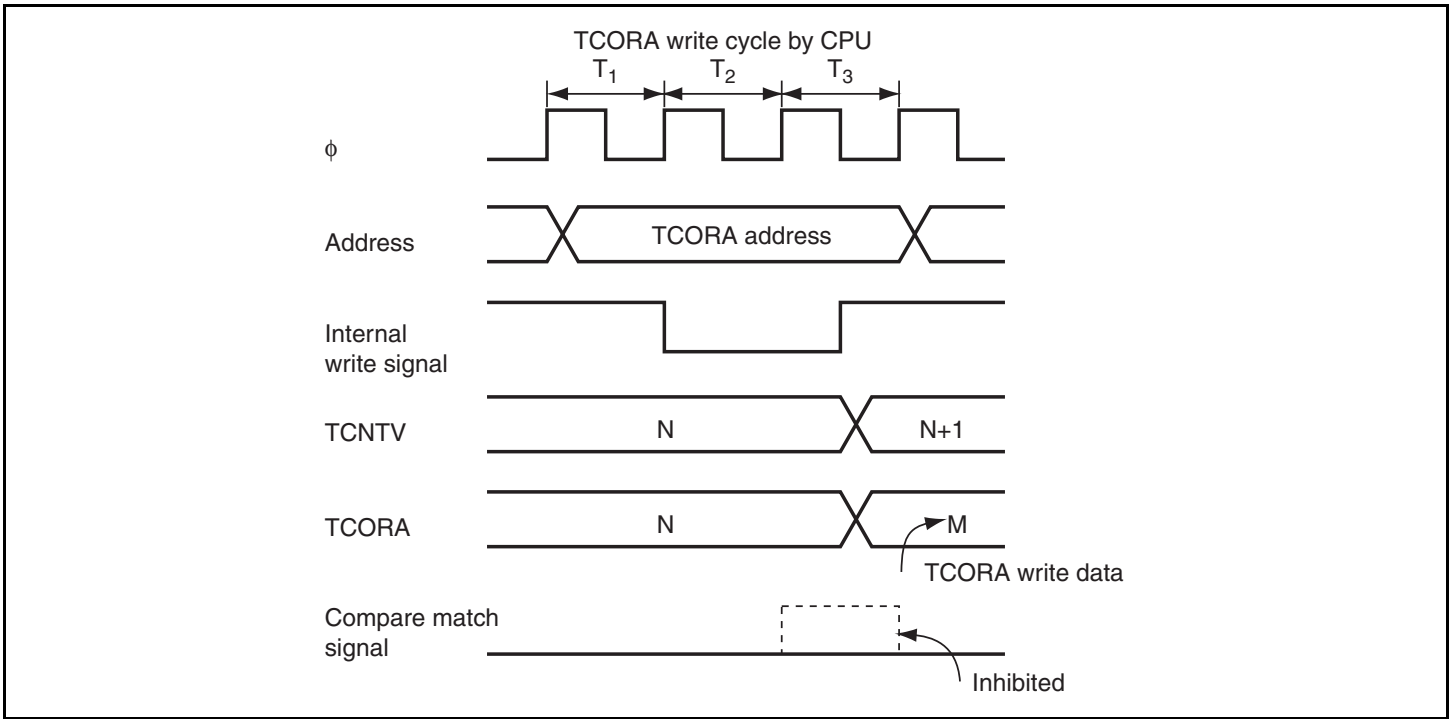 TCORA write cycle by CPU
T1 T2 T3
ϕ
Address
TCORA address
Internal
write signal
TCNTV
N
N+1
TCORA
N
M
TCORA write data
Compare match
signal
Inhibited